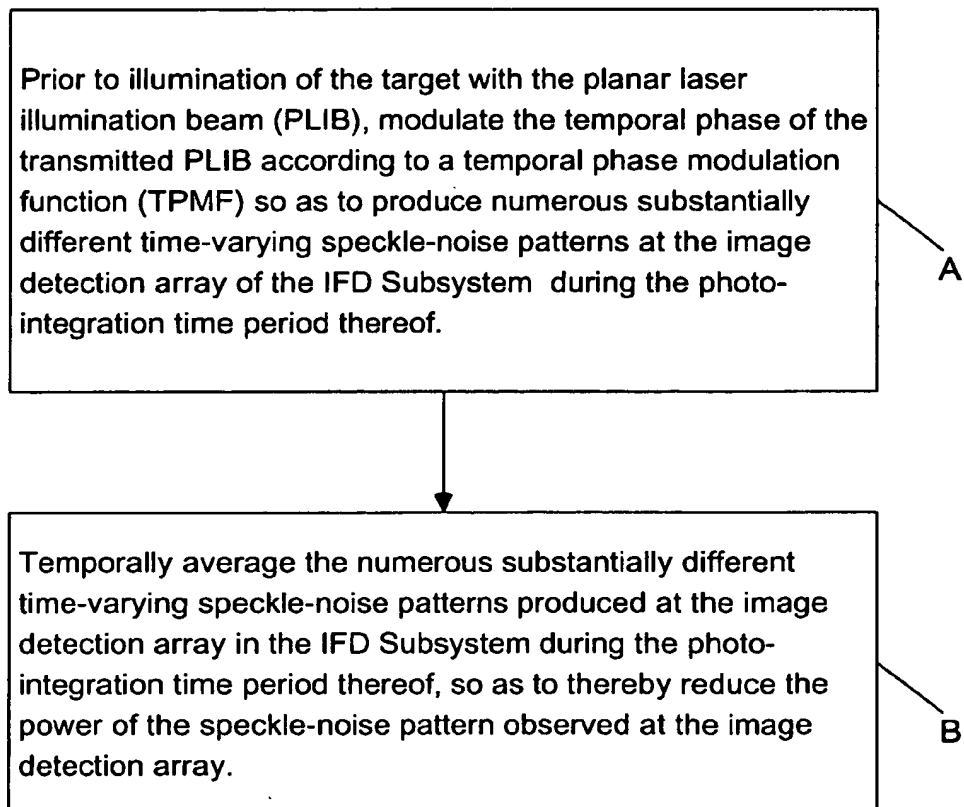 Prior to illumination of the target with the planar laser
illumination beam (PLIB), modulate the temporal phase of the
transmitted PLIB according to a temporal phase modulation
function (TPMF) so as to produce numerous substantially
different time-varying speckle-noise patterns at the image
detection array of the IFD Subsystem during the photo-
integration time period thereof.
A
Temporally average the numerous substantially different
time-varying speckle-noise patterns produced at the image
detection array in the IFD Subsystem during the photo-
integration time period thereof, so as to thereby reduce the
power of the speckle-noise pattern observed at the image
detection array.
B